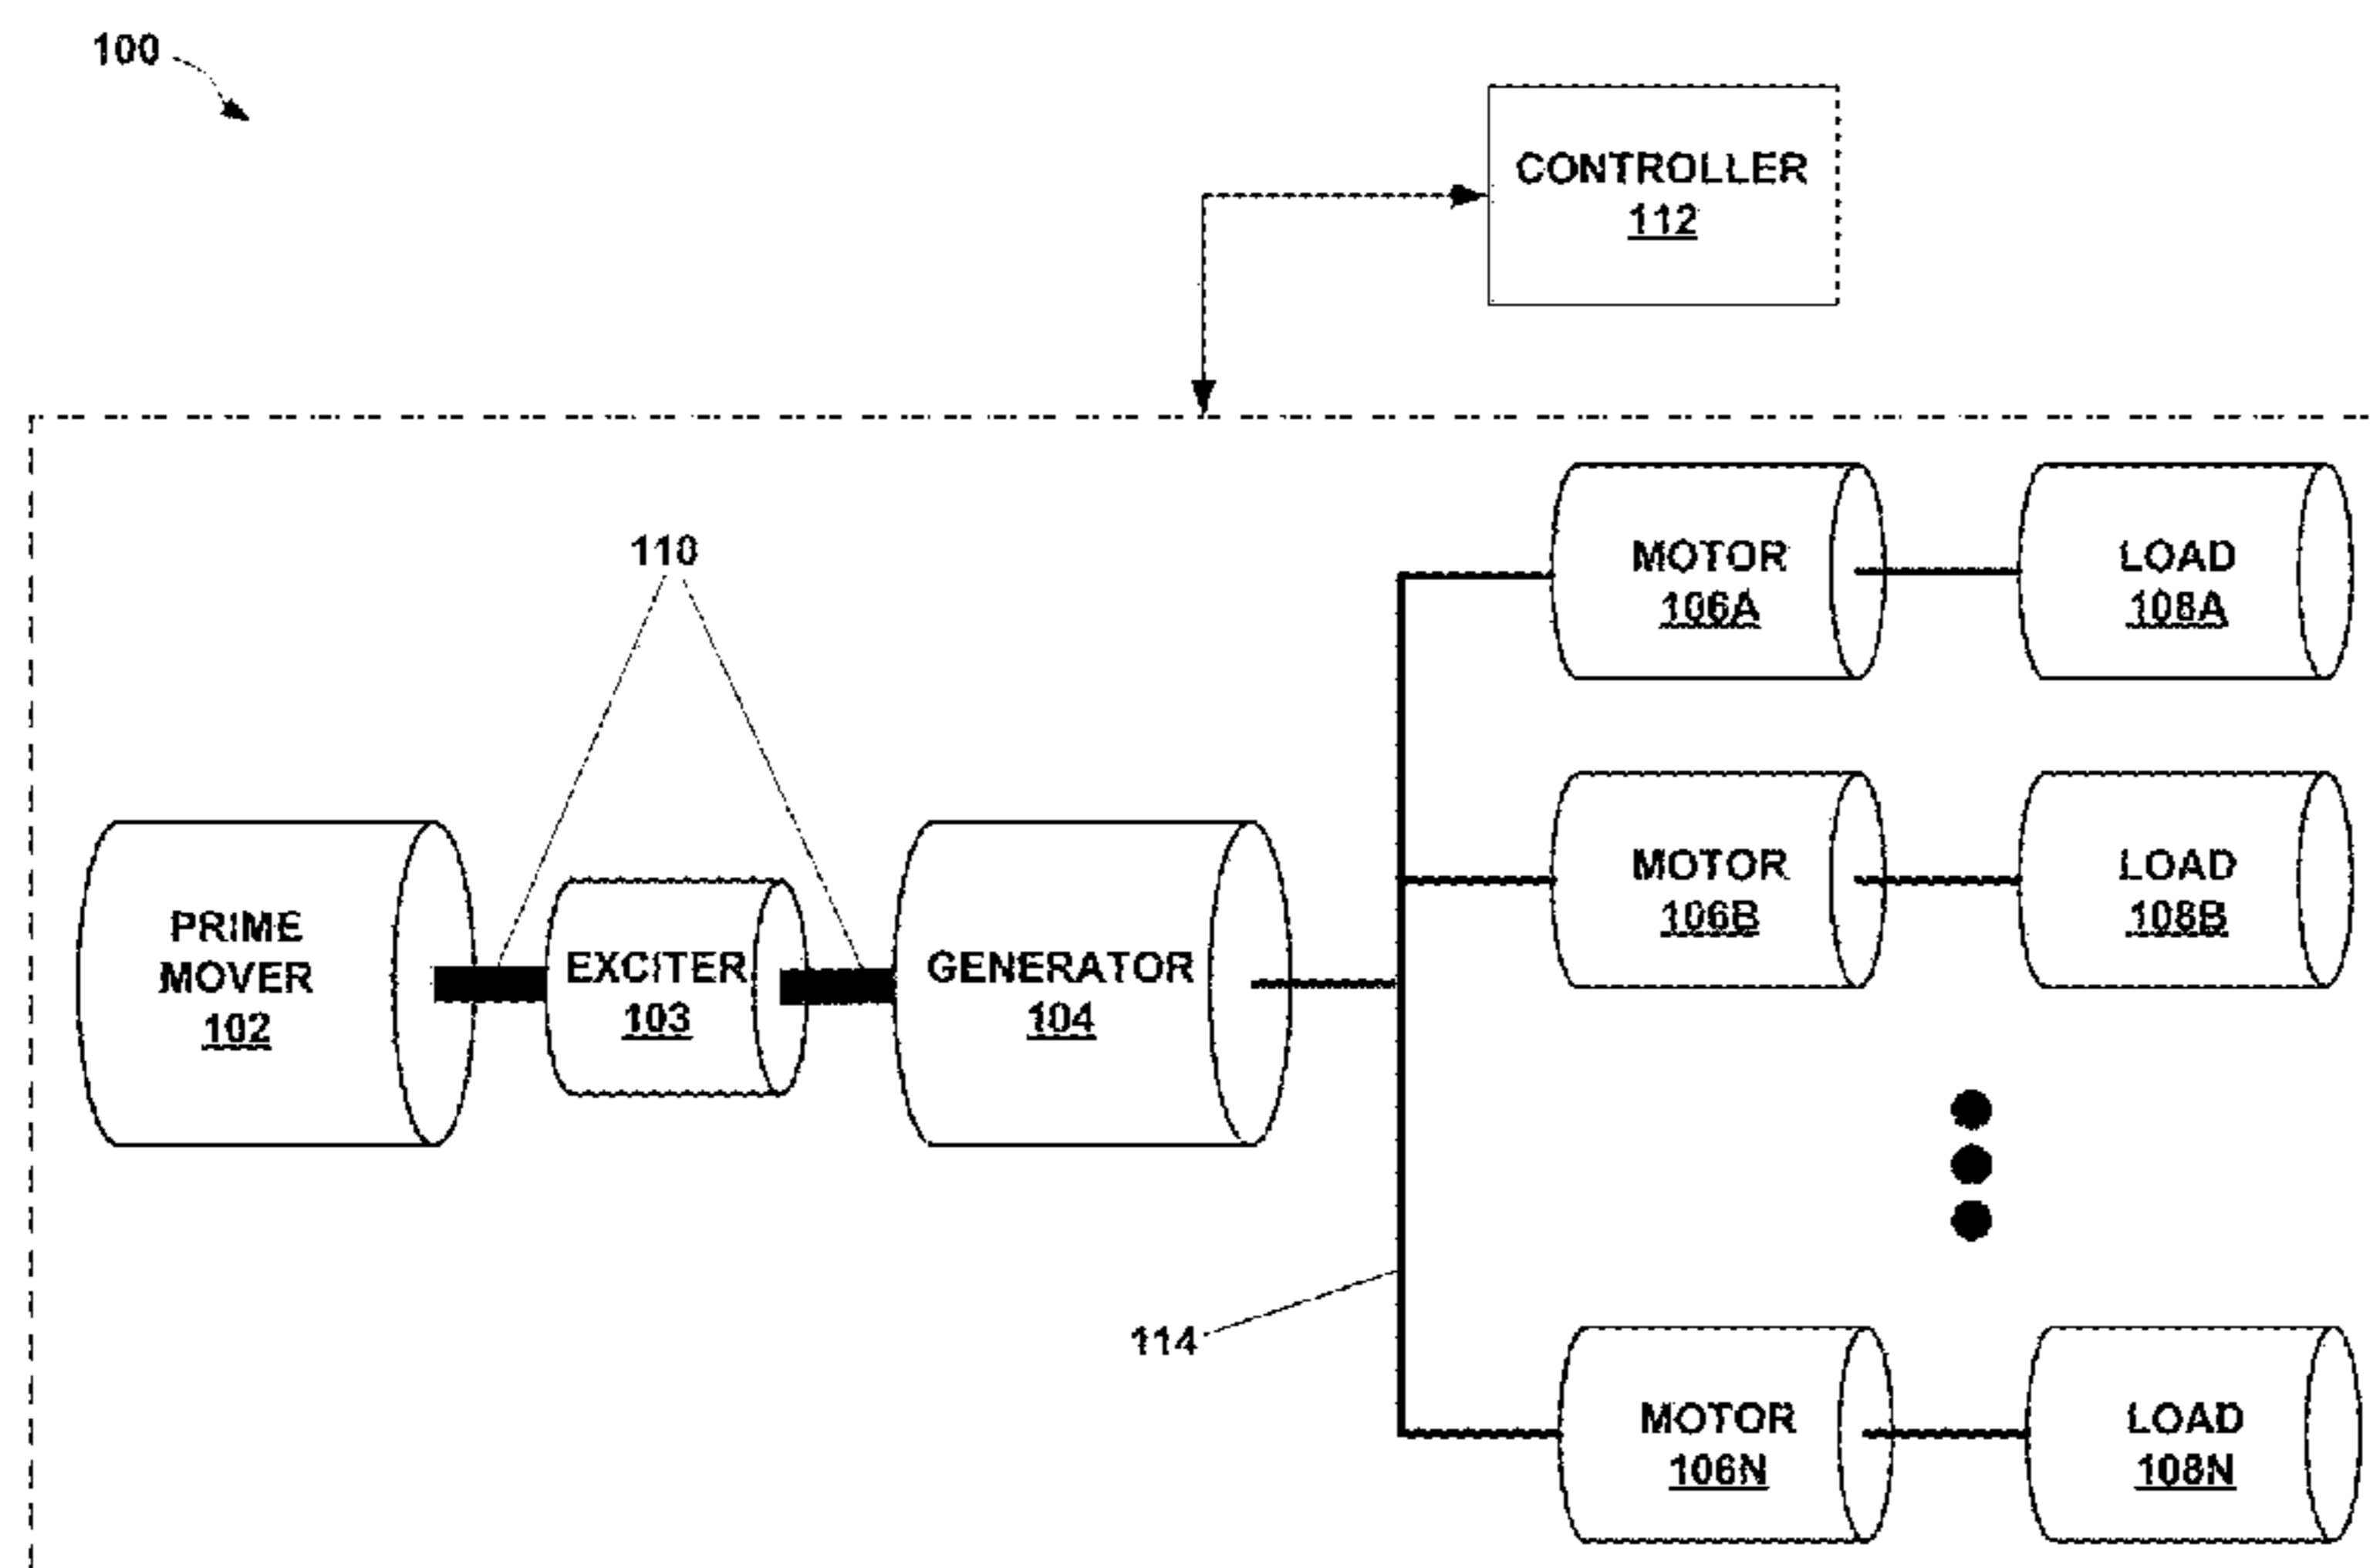 100
CONTROLLER
112
110
MOTOR
106A
LOAD
108A
MOTOR
106B
LOAD
108B
PRIME
MOVER
102
EXCITER
103
GENERATOR
104
114
MOTOR
106N
LOAD
108N